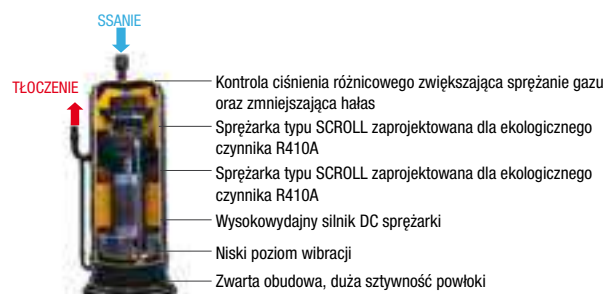 SSANIE
TŁOCZENIE
Kontrola ciśnienia różnicowego zwiększająca sprężanie gazu
oraz zmniejszająca hałas
Sprężarka typu SCROLL zaprojektowana dla ekologicznego
czynnika R410A
Sprężarka typu SCROLL zaprojektowana dla ekologicznego
czynnika R410A
Wysokowydajny silnik DC sprężarki
Niski poziom wibracji
Zwarta obudowa, duża sztywność powłoki